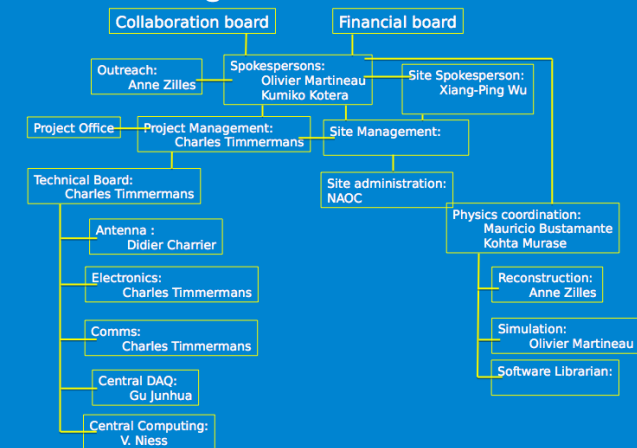 Collaboration board
Financial board
Outreach:
Anne Zilles
Spokespersons:
Olivier Martineau
Kumiko Kotera
Site Spokesperson:
Xiang-Ping Wu
Project Office
Project Management:
Charles Timmermans
Site Management:
Technical Board:
Charles Timmermans
Site administration:
NAOC
Physics coordination:
Mauricio Bustamante
Kohta Murase
Antenna :
Didier Charrier
Electronics:
Charles Timmermans
Reconstruction:
Anne Zilles
Comms:
Charles Timmermans
Simulation:
Olivier Martineau
Central DAQ:
Gu Junhua
Software Librarian:
Central Computing:
V. Niess